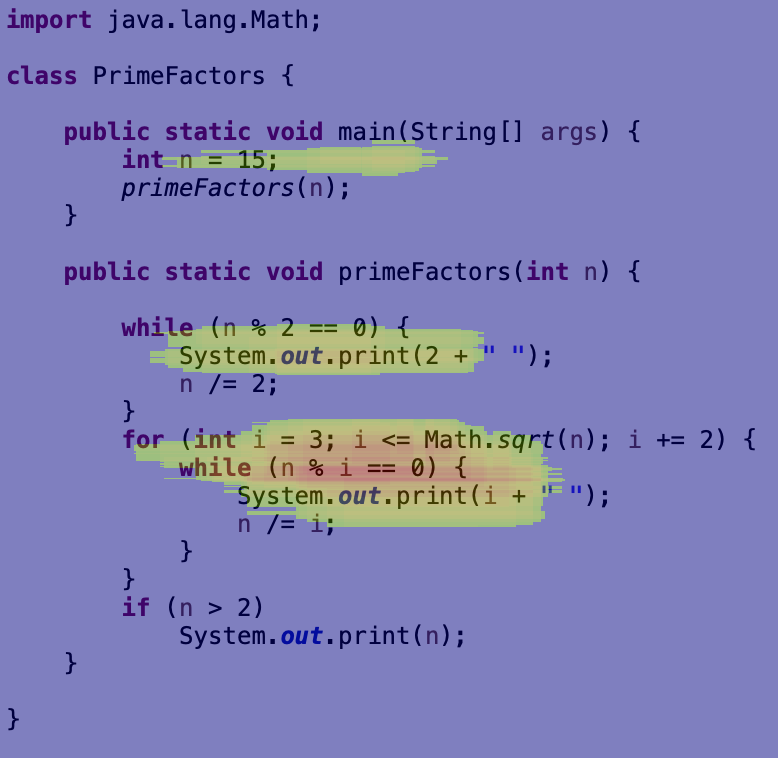 import java.lang.Math;
class PrimeFactors {
public static void main(String[] args) {
int n = 15;
primeFactors(n);
}
public static void primeFactors(int n) {
while (n % 2 == 0) {
System.out.print(2 + " ");
n /= 2;
}
for (int i = 3; i <= Math.sqrt(n); i += 2) {
while (n % i == 0) {
System.out.print(i + " ");
n /= i;
}
}
if (n > 2)
System.out.print(n);
}
}